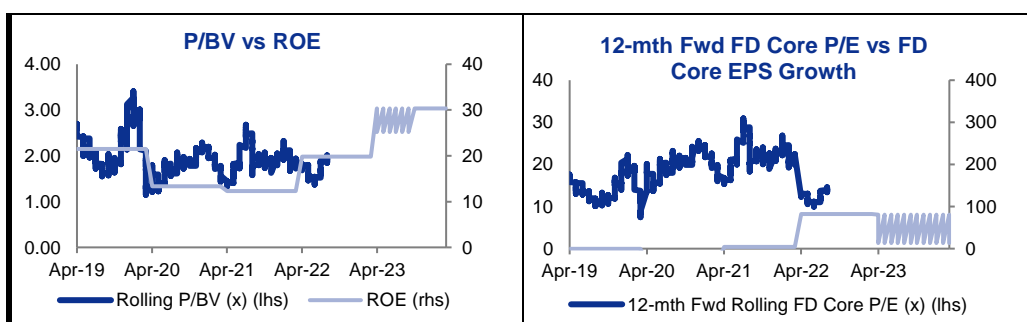 P/BV vs ROE
4.00
3.00
2.00
1.00
0.00
40
30
20
10
0
Apr-19
Apr-20
Apr-21
Apr-22
Apr-23
Rolling P/BV (x) (lhs)
ROE (rhs)
12-mth Fwd FD Core P/E vs FD
Core EPS Growth
40
30
20
10
0
400
300
200
100
0
Apr-19
Apr-20
Apr-21
Apr-22
Apr-23
12-mth Fwd Rolling FD Core P/E (x) (lhs)